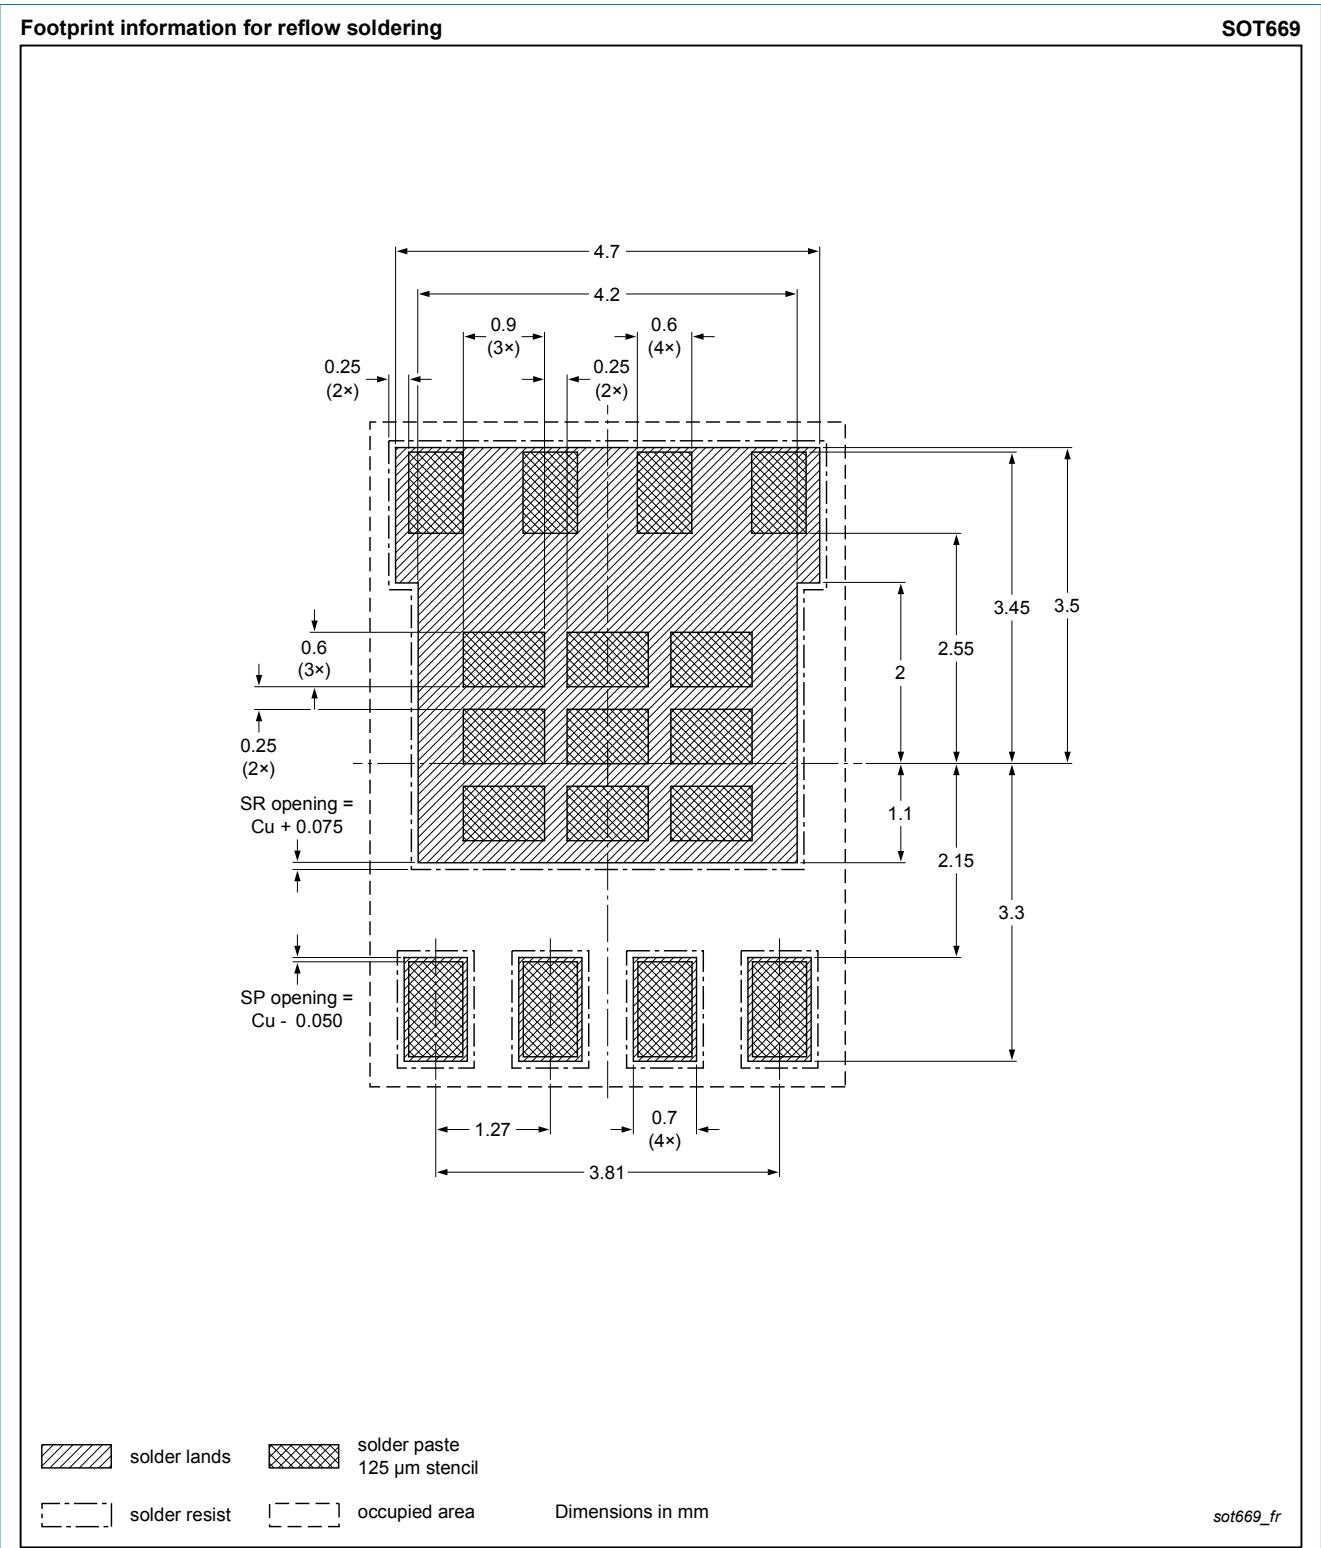 Footprint information for reflow soldering SOT669
4.7
4.2
0.9
(3×)
0.6
(4×)
0.25
(2×)
0.25
(2×)
3.45
3.5
0.6
(3×)
2.55
2
0.25
(2×)
SR opening =
Cu + 0.075
1.1
2.15
3.3
SP opening =
Cu - 0.050
1.27
0.7
(4×)
3.81
solder lands
solder paste
125 µm stencil
solder resist
occupied area
Dimensions in mm
sot669_fr